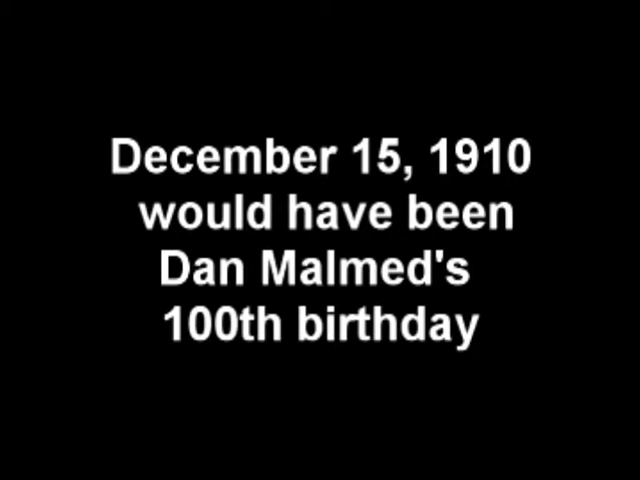 December 15, 1910
would have been
Dan Malmed's
100th birthday